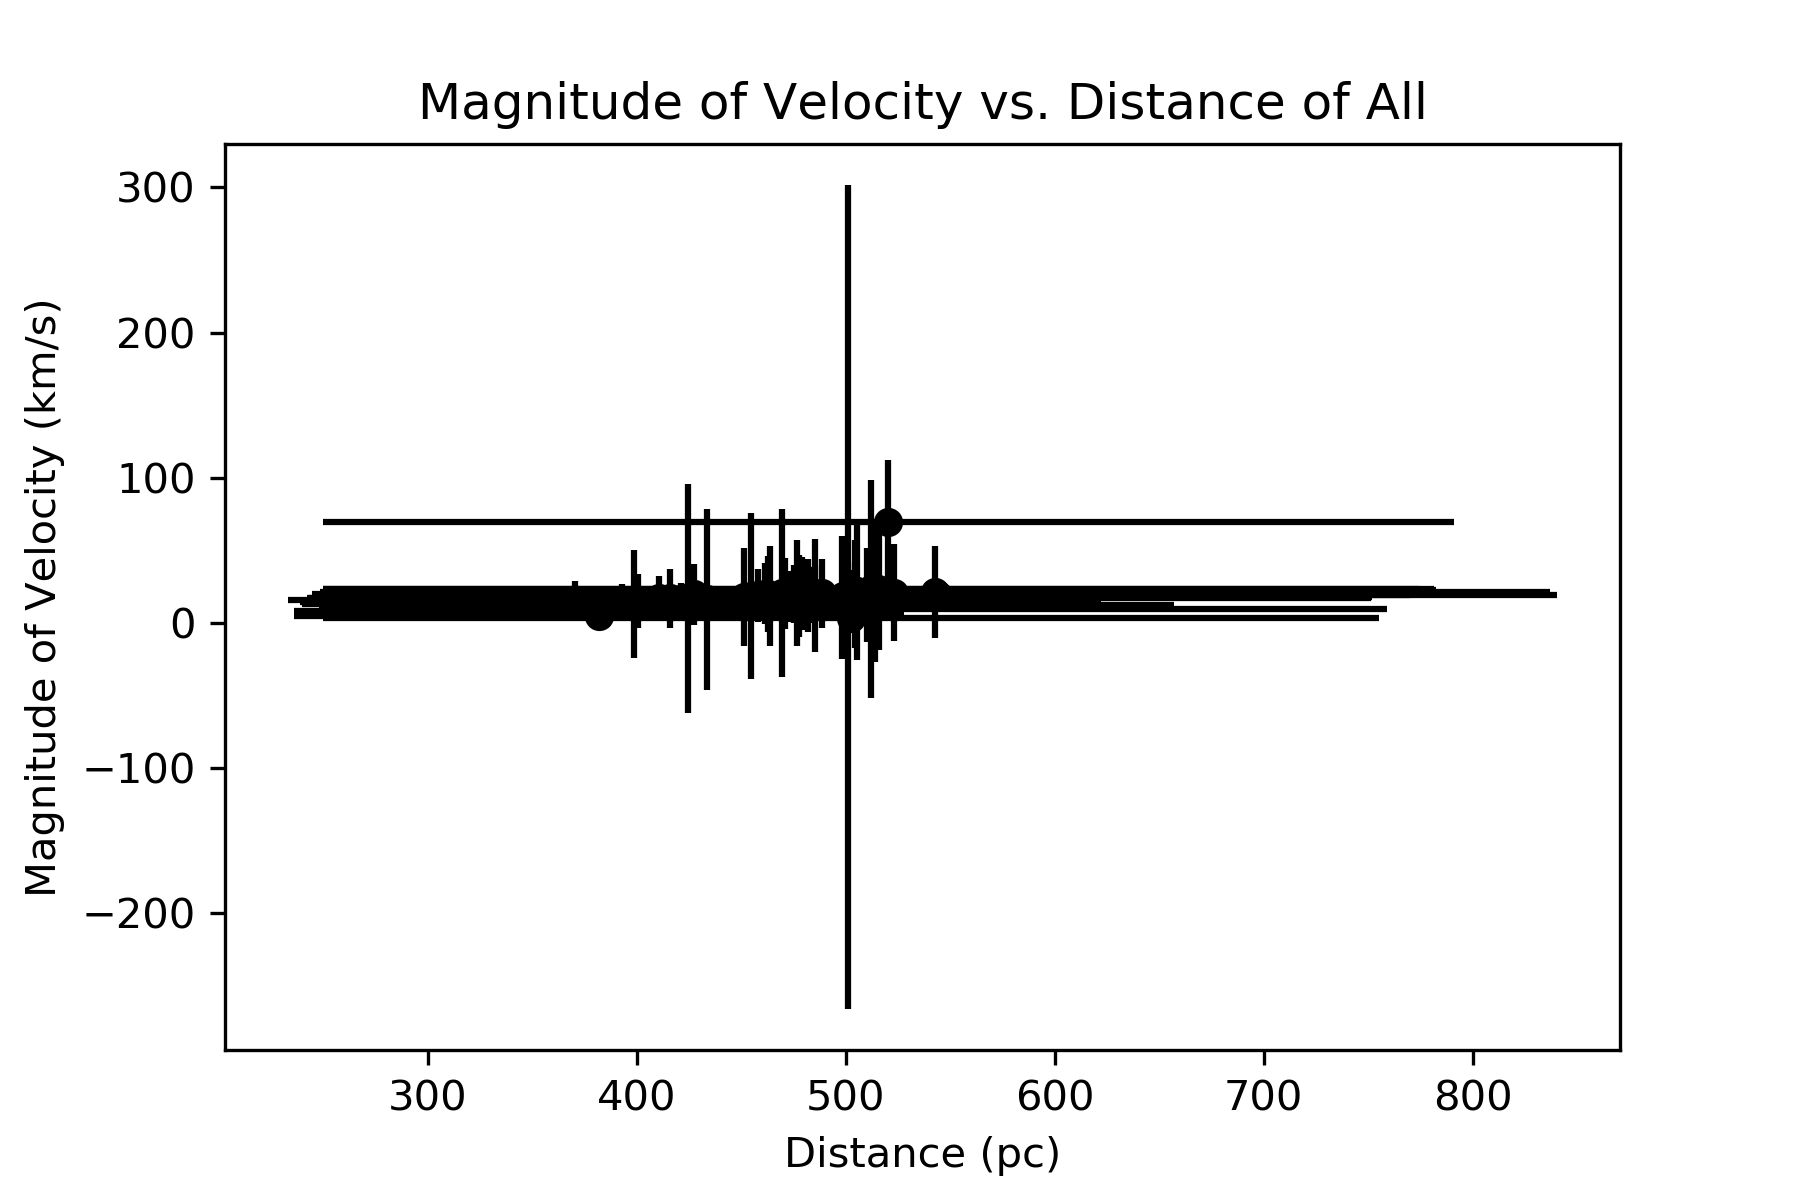 Magnitude of Velocity vs. Distance of All
300
200
100
0
−100
−200
Magnitude of Velocity (km/s)
300 400 500 600 700 800
Distance (pc)